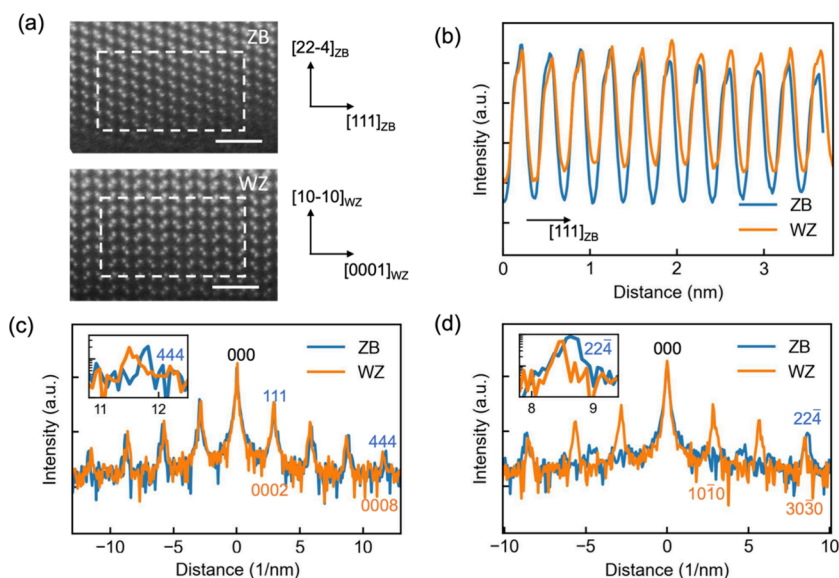 (a)
ZB
[22-4]ZB
[111]ZB
WZ
[10-10]WZ
[0001]WZ
(b)
Intensity (a.u.)
ZB
WZ
[111]ZB
0 1 2 3
Distance (nm)
(c)
Intensity (a.u.)
444
11 12
000
ZB
WZ
111
444
0002
0008
−10 −5 0 5 10
Distance (1/nm)
(d)
Intensity (a.u.)
224̄
8 9
000
ZB
WZ
224̄
101̄0
303̄0
−10 −5 0 5 10
Distance (1/nm)